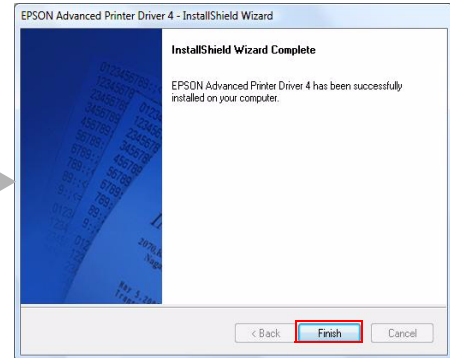 EPSON Advanced Printer Driver 4 - InstallShield Wizard
InstallShield Wizard Complete
EPSON Advanced Printer Driver 4 has been successfully
installed on your computer.
< Back
Finish
Cancel